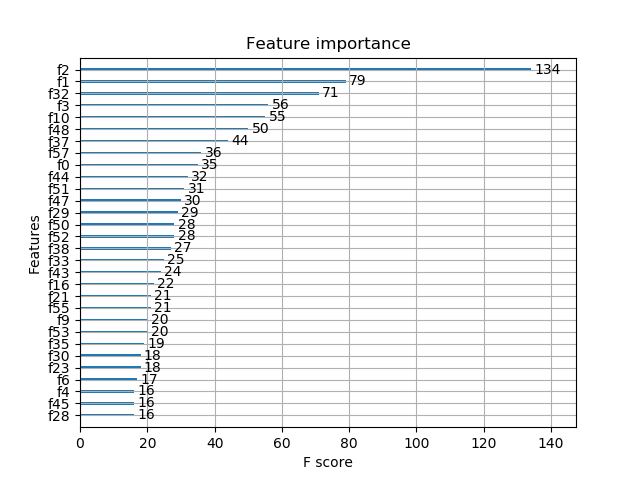 Feature importance
Features
f2 134
f1 79
f32 71
f3 56
f10 55
f48 50
f37 44
f57 36
f0 35
f44 32
f51 31
f47 30
f29 29
f50 28
f52 28
f38 27
f33 25
f43 24
f16 22
f21 21
f55 21
f9 20
f53 20
f35 19
f30 18
f23 18
f6 17
f4 16
f45 16
f28 16
0 20 40 60 80 100 120 140
F score